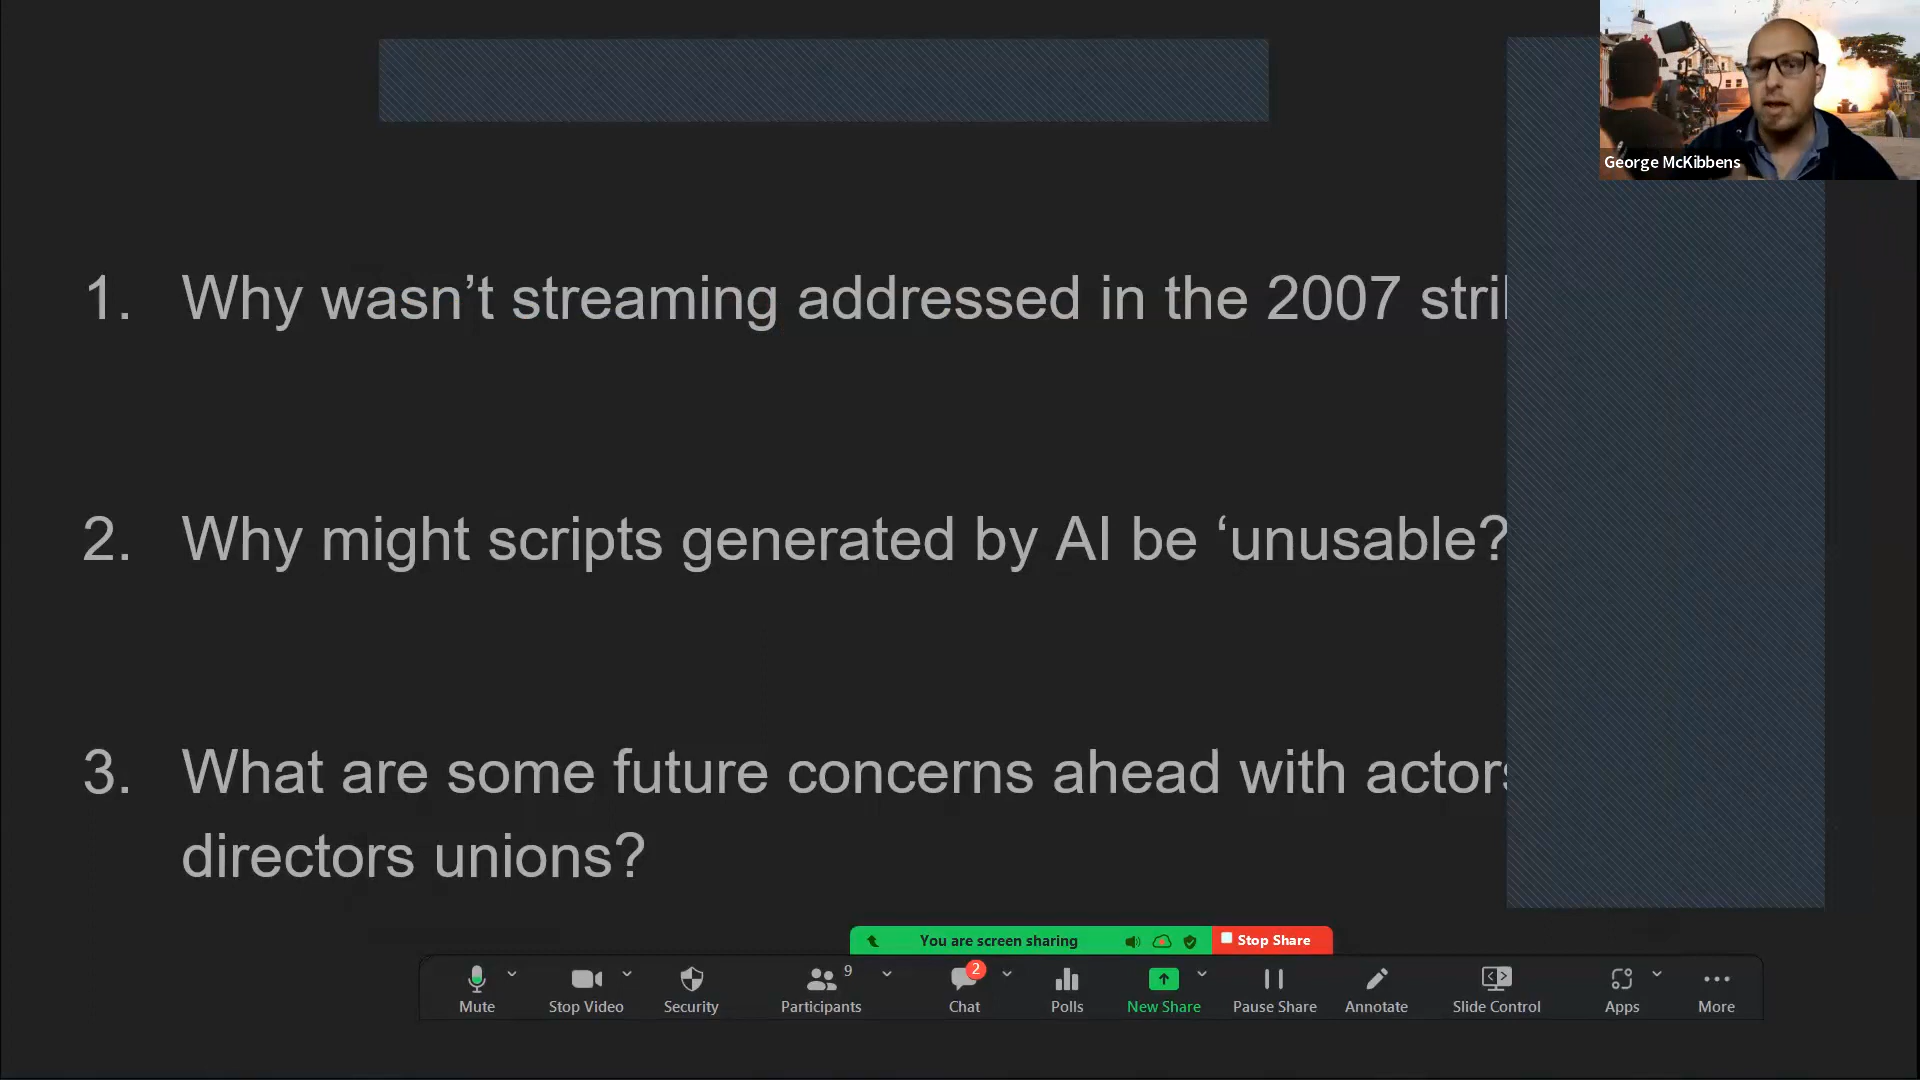 George McKibbens
1. Why wasn’t streaming addressed in the 2007
2. Why might scripts generated by AI be ‘unusable?
3. What are some future concerns ahead with
directors unions?
You are screen sharing
Stop Share
Mute
Stop Video
Security
Participants
9
Chat
2
Polls
New Share
Pause Share
Annotate
Slide Control
Apps
More